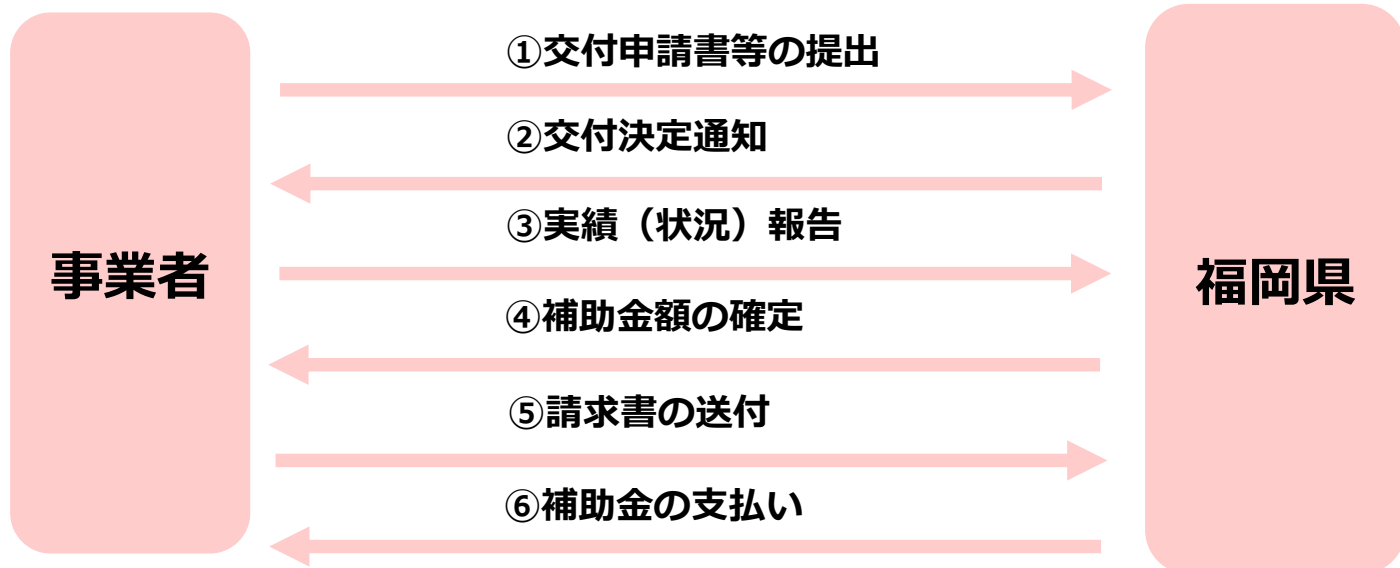 ①交付申請書等の提出
②交付決定通知
③実績（状況）報告
事業者
福岡県
④補助金額の確定
⑤請求書の送付
⑥補助金の支払い